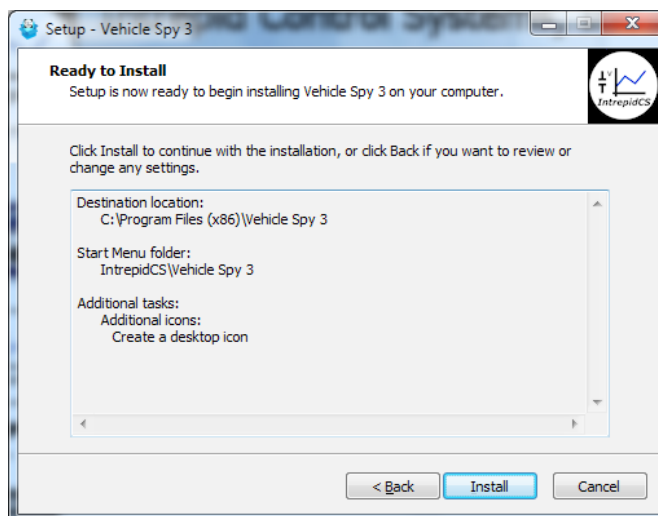 Control System
Setup - Vehicle Spy 3
Ready to Install
Setup is now ready to begin installing Vehicle Spy 3 on your computer.
IntrepidCS
Click Install to continue with the installation, or click Back if you want to review or
change any settings.
Destination location:
C:\Program Files (x86)\Vehicle Spy 3
Start Menu folder:
IntrepidCS\Vehicle Spy 3
Additional tasks:
Additional icons:
Create a desktop icon
< Back
Install
Cancel